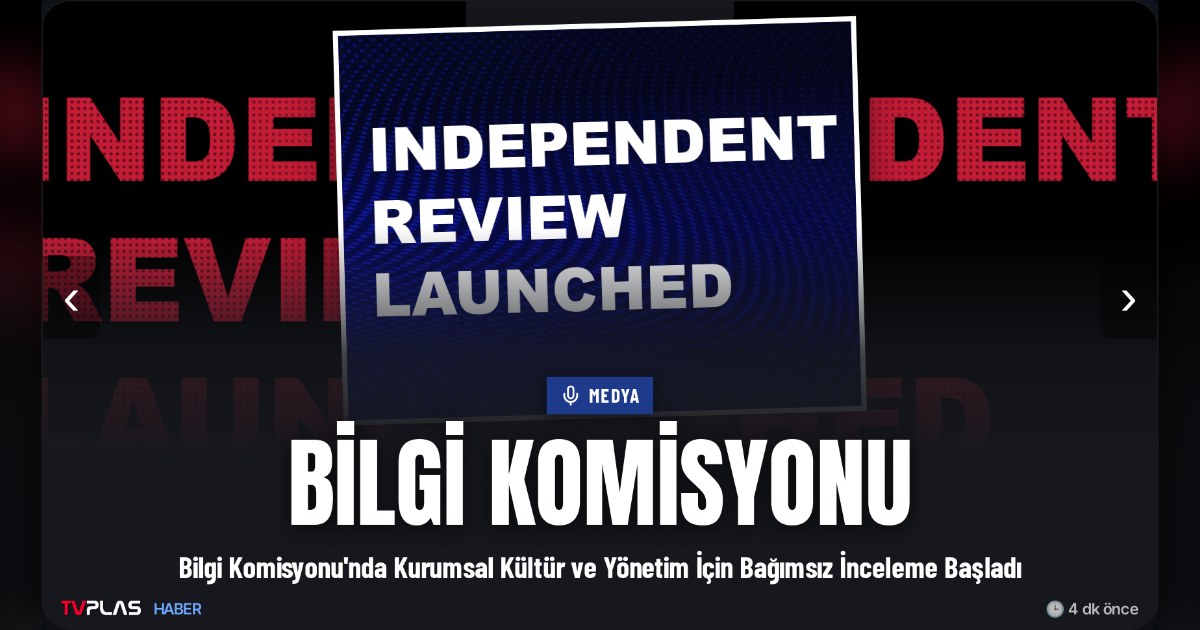 INDEPENDENT
REVIEW
LAUNCHED
MEDYA
BİLGİ KOMİSYONU
Bilgi Komisyonu'nda Kurumsal Kültür ve Yönetim İçin Bağımsız İnceleme Başladı
TVPLAS HABER
4 dk önce